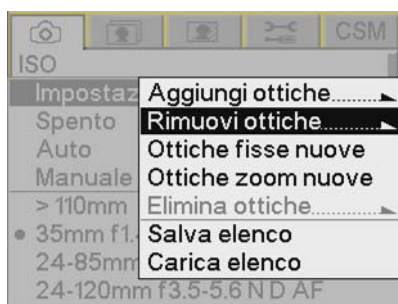 CSM
ISO
Impostaz
Aggiungi ottiche
Spento
Rimuovi ottiche
Auto
Ottiche fisse nuove
Manuale
Ottiche zoom nuove
> 110mm
Elimina ottiche
35mm f1.
Salva elenco
24-85mm
Carica elenco
24-120mm f3.5-5.6 N D AF